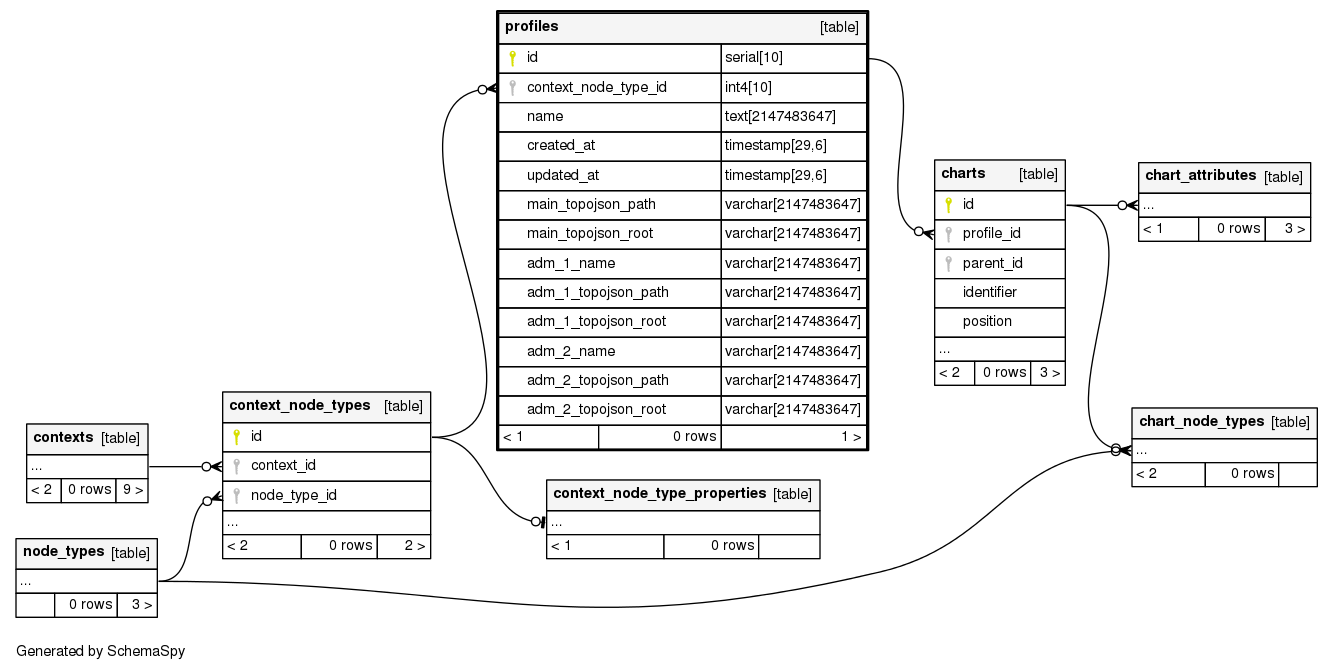 profiles [table]
id serial[10]
context_node_type_id int4[10]
name text[2147483647]
created_at timestamp[29,6]
updated_at timestamp[29,6]
main_topojson_path varchar[2147483647]
main_topojson_root varchar[2147483647]
adm_1_name varchar[2147483647]
adm_1_topojson_path varchar[2147483647]
adm_1_topojson_root varchar[2147483647]
adm_2_name varchar[2147483647]
adm_2_topojson_path varchar[2147483647]
adm_2_topojson_root varchar[2147483647]
< 1 0 rows 1 >
charts [table]
id
profile_id
parent_id
identifier
position
...
< 2 0 rows 3 >
chart_attributes [table]
...
< 1 0 rows 3 >
context_node_types [table]
id
context_id
node_type_id
...
< 2 0 rows 2 >
contexts [table]
...
< 2 0 rows 9 >
chart_node_types [table]
...
< 2 0 rows
context_node_type_properties [table]
...
< 1 0 rows
node_types [table]
...
0 rows 3 >
Generated by SchemaSpy